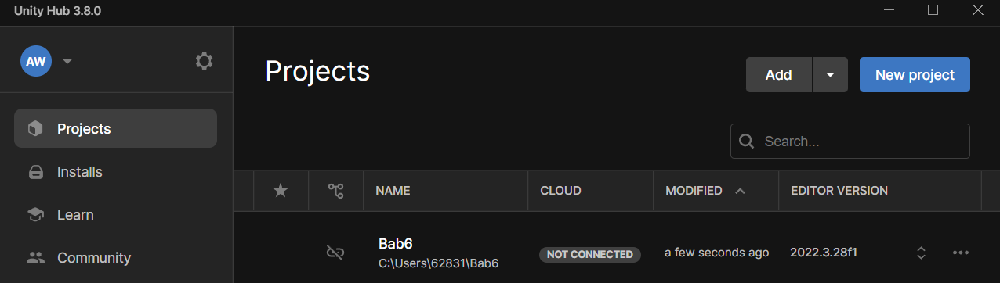 Unity Hub 3.8.0
AW
Projects
Installs
Learn
Community
Projects
Add
New project
Search...
NAME CLOUD MODIFIED EDITOR VERSION
Bab6
C:\Users\62831\Bab6
NOT CONNECTED
a few seconds ago
2022.3.28f1